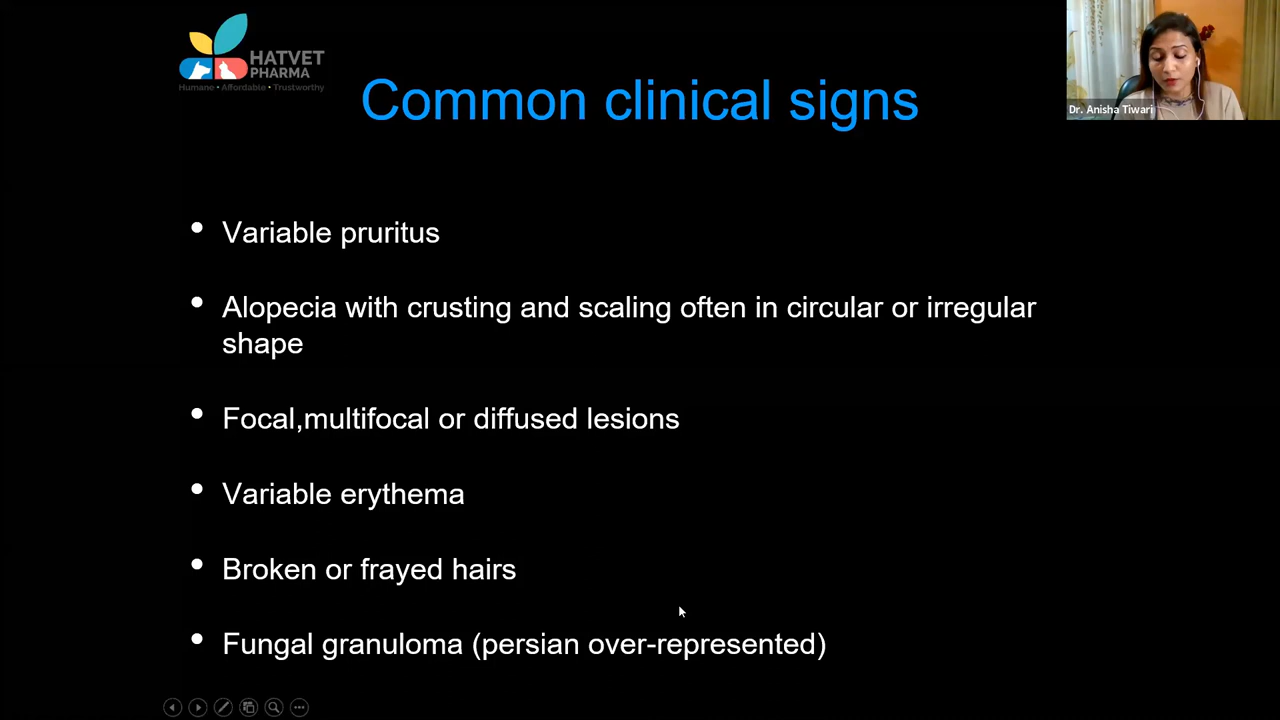 HATVET
PHARMA
Humane • Affordable • Trustworthy
Dr. Anisha Tiwari
Common clinical signs
• Variable pruritus
• Alopecia with crusting and scaling often in circular or irregular
shape
• Focal,multifocal or diffused lesions
• Variable erythema
• Broken or frayed hairs
• Fungal granuloma (persian over-represented)